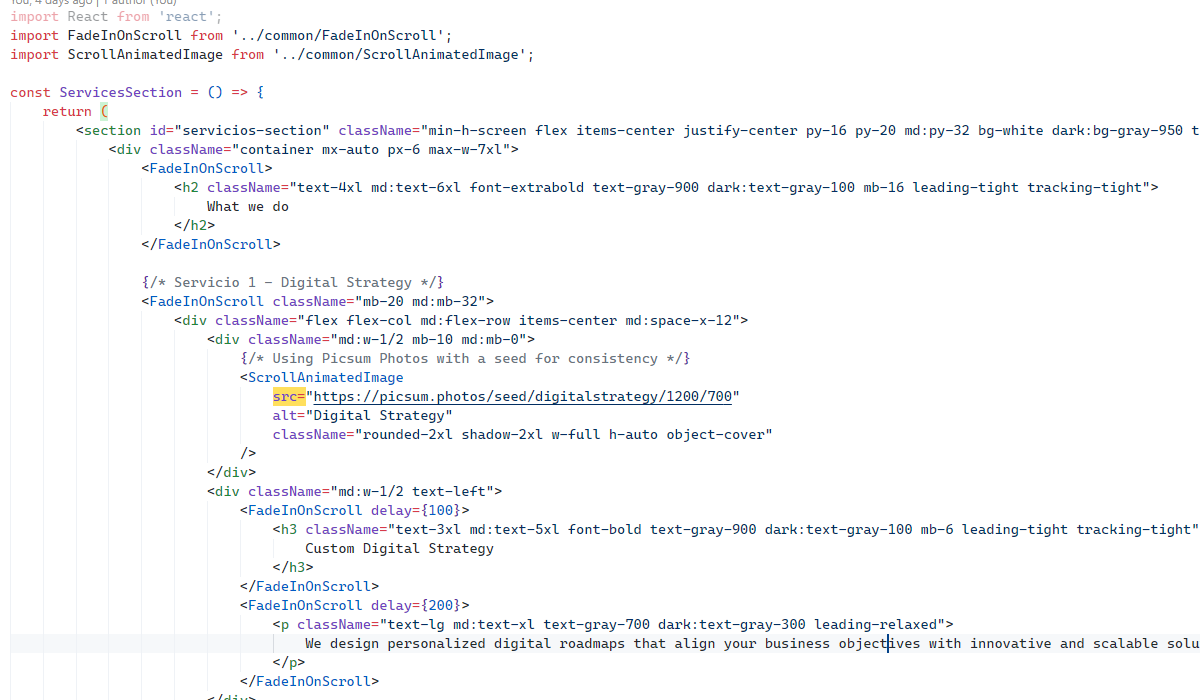 You, 4 days ago | 1 author (You)
import React from 'react';
import FadeInOnScroll from '../common/FadeInOnScroll';
import ScrollAnimatedImage from '../common/ScrollAnimatedImage';
const ServicesSection = () => {
return (
<section id="servicios-section" className="min-h-screen flex items-center justify-center py-16 py-20 md:py-32 bg-white dark:bg-gray-950 t
<div className="container mx-auto px-6 max-w-7xl">
<FadeInOnScroll>
<h2 className="text-4xl md:text-6xl font-extrabold text-gray-900 dark:text-gray-100 mb-16 leading-tight tracking-tight">
What we do
</h2>
</FadeInOnScroll>
{/* Servicio 1 - Digital Strategy */}
<FadeInOnScroll className="mb-20 md:mb-32">
<div className="flex flex-col md:flex-row items-center md:space-x-12">
<div className="md:w-1/2 mb-10 md:mb-0">
{/* Using Picsum Photos with a seed for consistency */}
<ScrollAnimatedImage
src="https://picsum.photos/seed/digitalstrategy/1200/700"
alt="Digital Strategy"
className="rounded-2xl shadow-2xl w-full h-auto object-cover"
/>
</div>
<div className="md:w-1/2 text-left">
<FadeInOnScroll delay={100}>
<h3 className="text-3xl md:text-5xl font-bold text-gray-900 dark:text-gray-100 mb-6 leading-tight tracking-tight"
Custom Digital Strategy
</h3>
</FadeInOnScroll>
<FadeInOnScroll delay={200}>
<p className="text-lg md:text-xl text-gray-700 dark:text-gray-300 leading-relaxed">
We design personalized digital roadmaps that align your business objectives with innovative and scalable solu
</p>
</FadeInOnScroll>
</div>